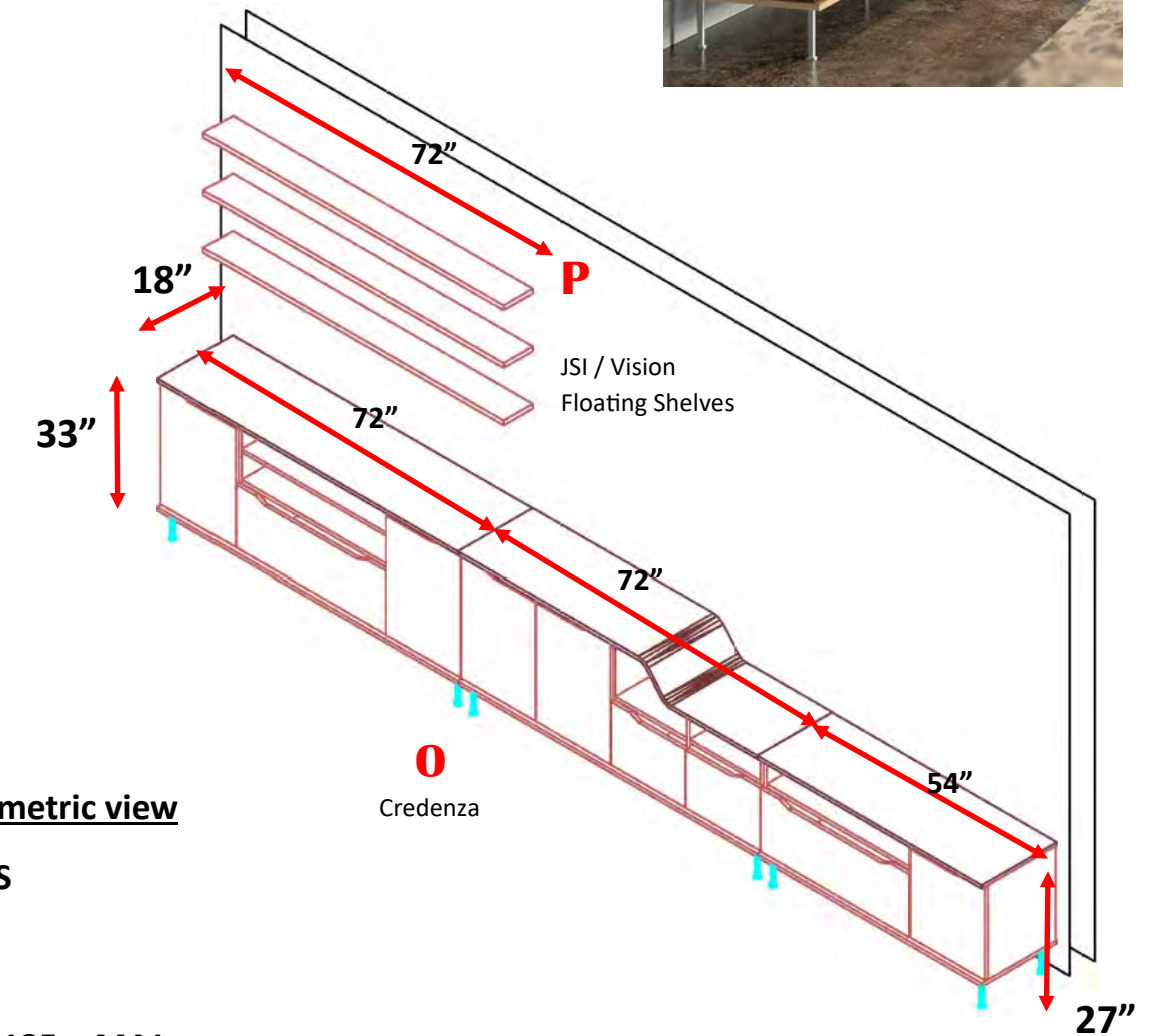 72”
P
18”
JSI / Vision
Floating Shelves
33”
72”
72”
O
Credenza
54”
metric view
S
27”